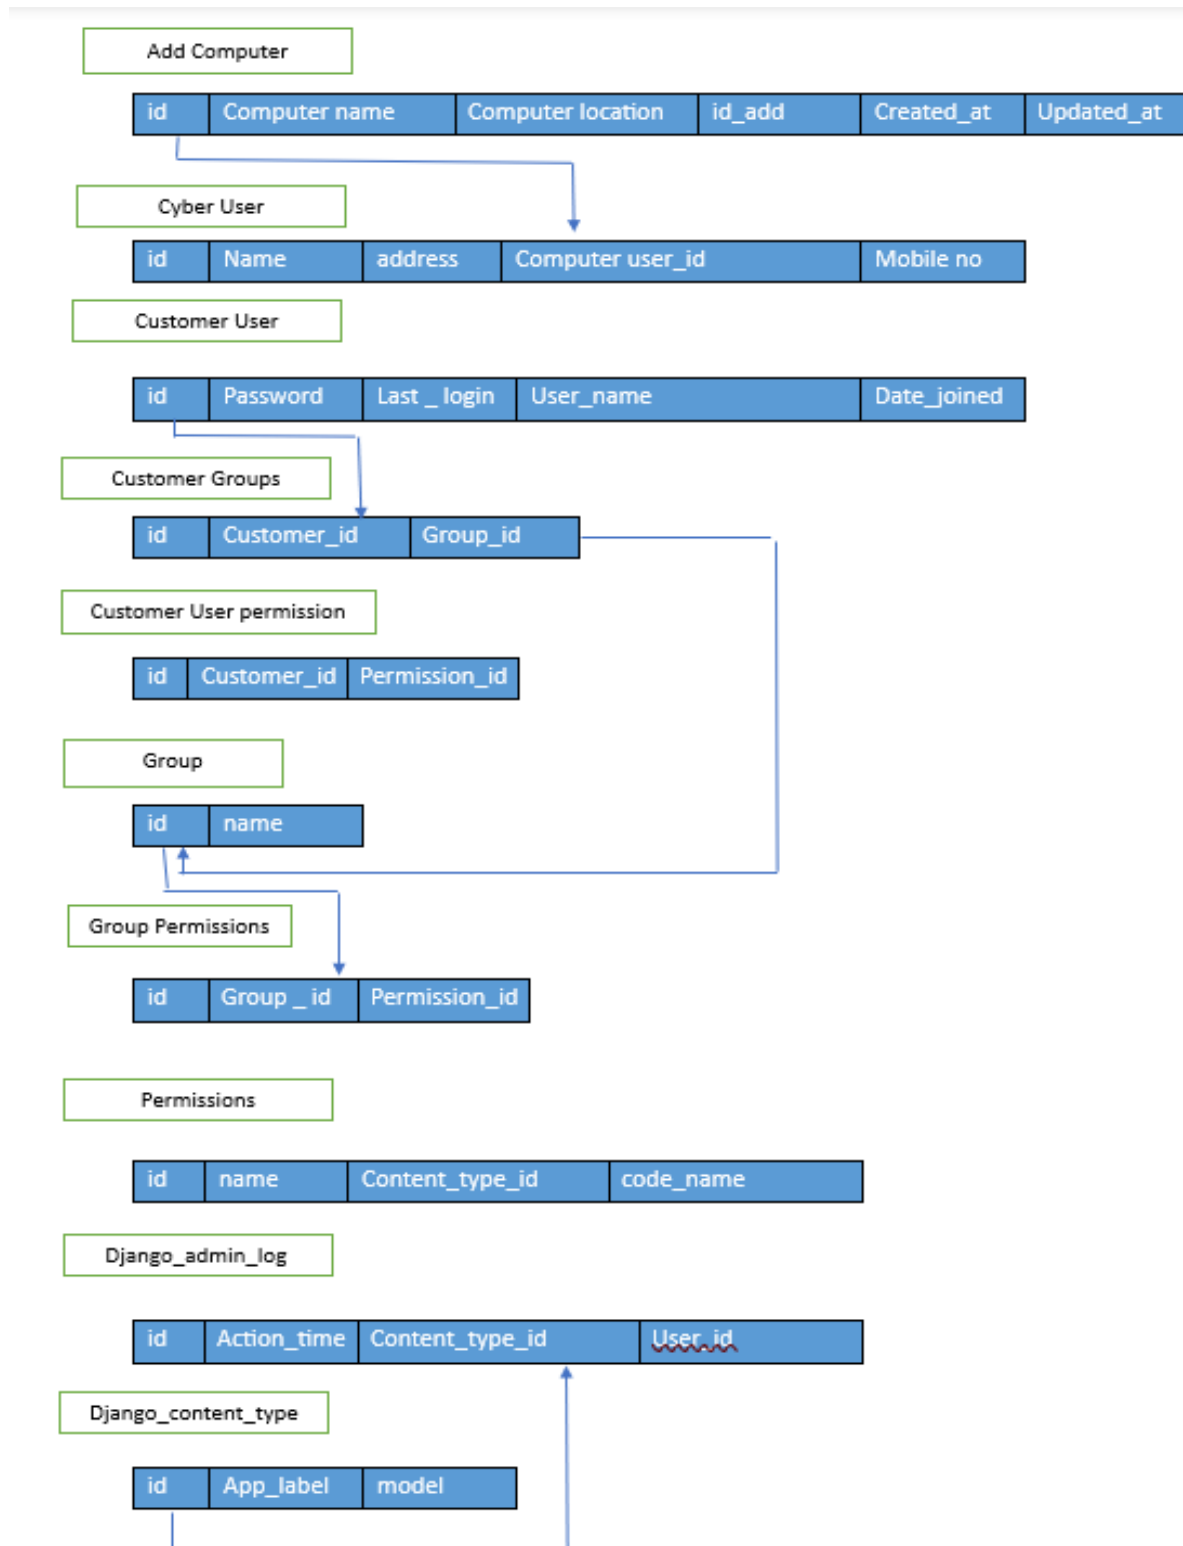 Add Computer
id Computer name Computer location id_add Created_at Updated_at
Cyber User
id Name address Computer user_id Mobile no
Customer User
id Password Last _ login User_name Date_joined
Customer Groups
id Customer_id Group_id
Customer User permission
id Customer_id Permission_id
Group
id name
Group Permissions
id Group _ id Permission_id
Permissions
id name Content_type_id code_name
Django_admin_log
id Action_time Content_type_id User_id
Django_content_type
id App_label model